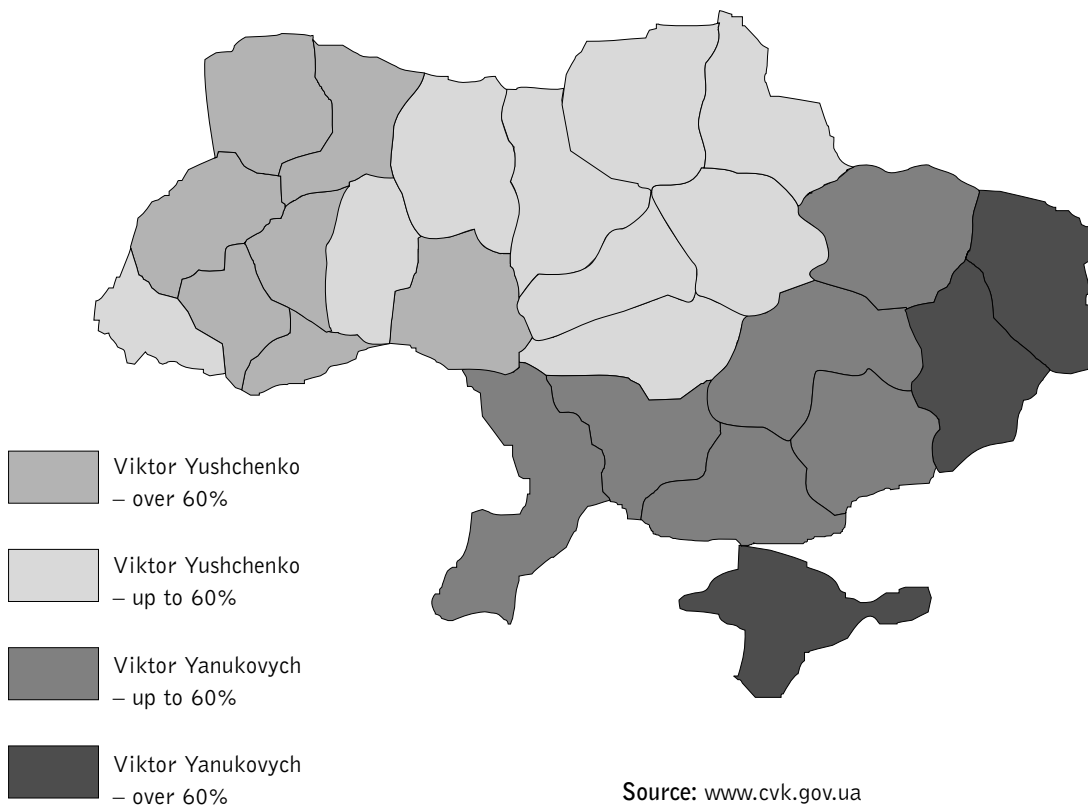 Viktor Yushchenko
– over 60%
Viktor Yushchenko
– up to 60%
Viktor Yanukovych
– up to 60%
Viktor Yanukovych
– over 60%
Source: www.cvk.gov.ua